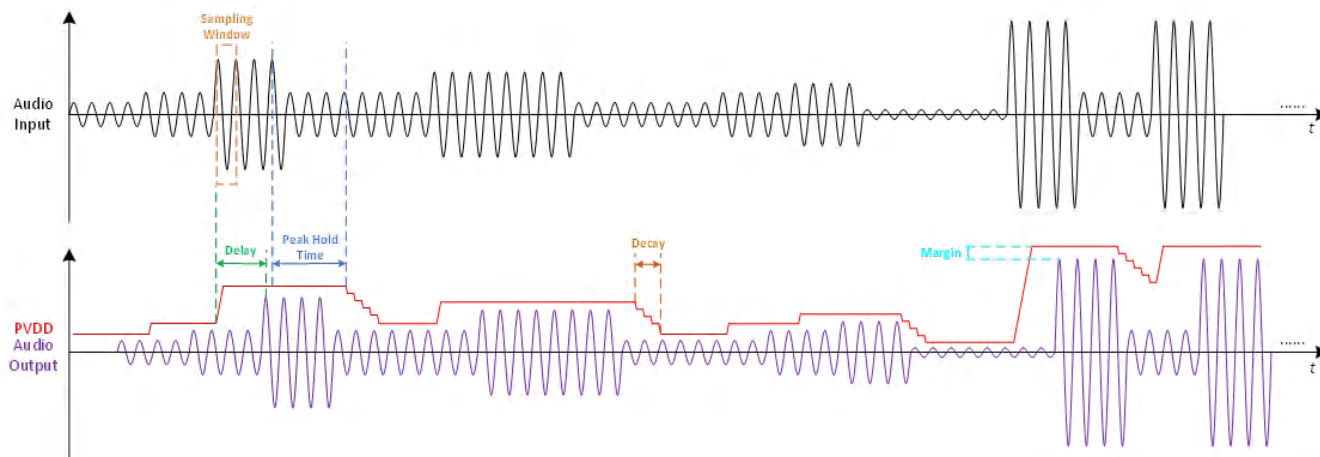 Sampling
Window
Audio
Input
......
t
Delay
Peak Hold
Time
Decay
Margin
PVDD
Audio
Output
......
t